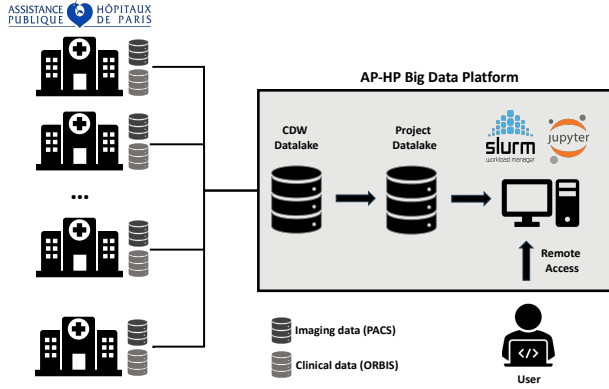 ASSISTANCE HÔPITAUX
PUBLIQUE DE PARIS
AP-HP Big Data Platform
CDW
Datalake
Project
Datalake
slurm
workload manager
jupyter
...
Remote
Access
Imaging data (PACS)
Clinical data (ORBIS)
</>
User